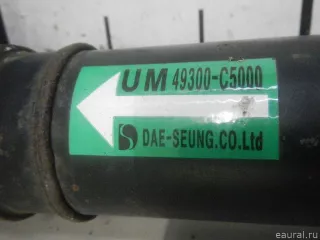 UM 49300-C5000
DAE-SEUNG.CO.Ltd
eaural.ru